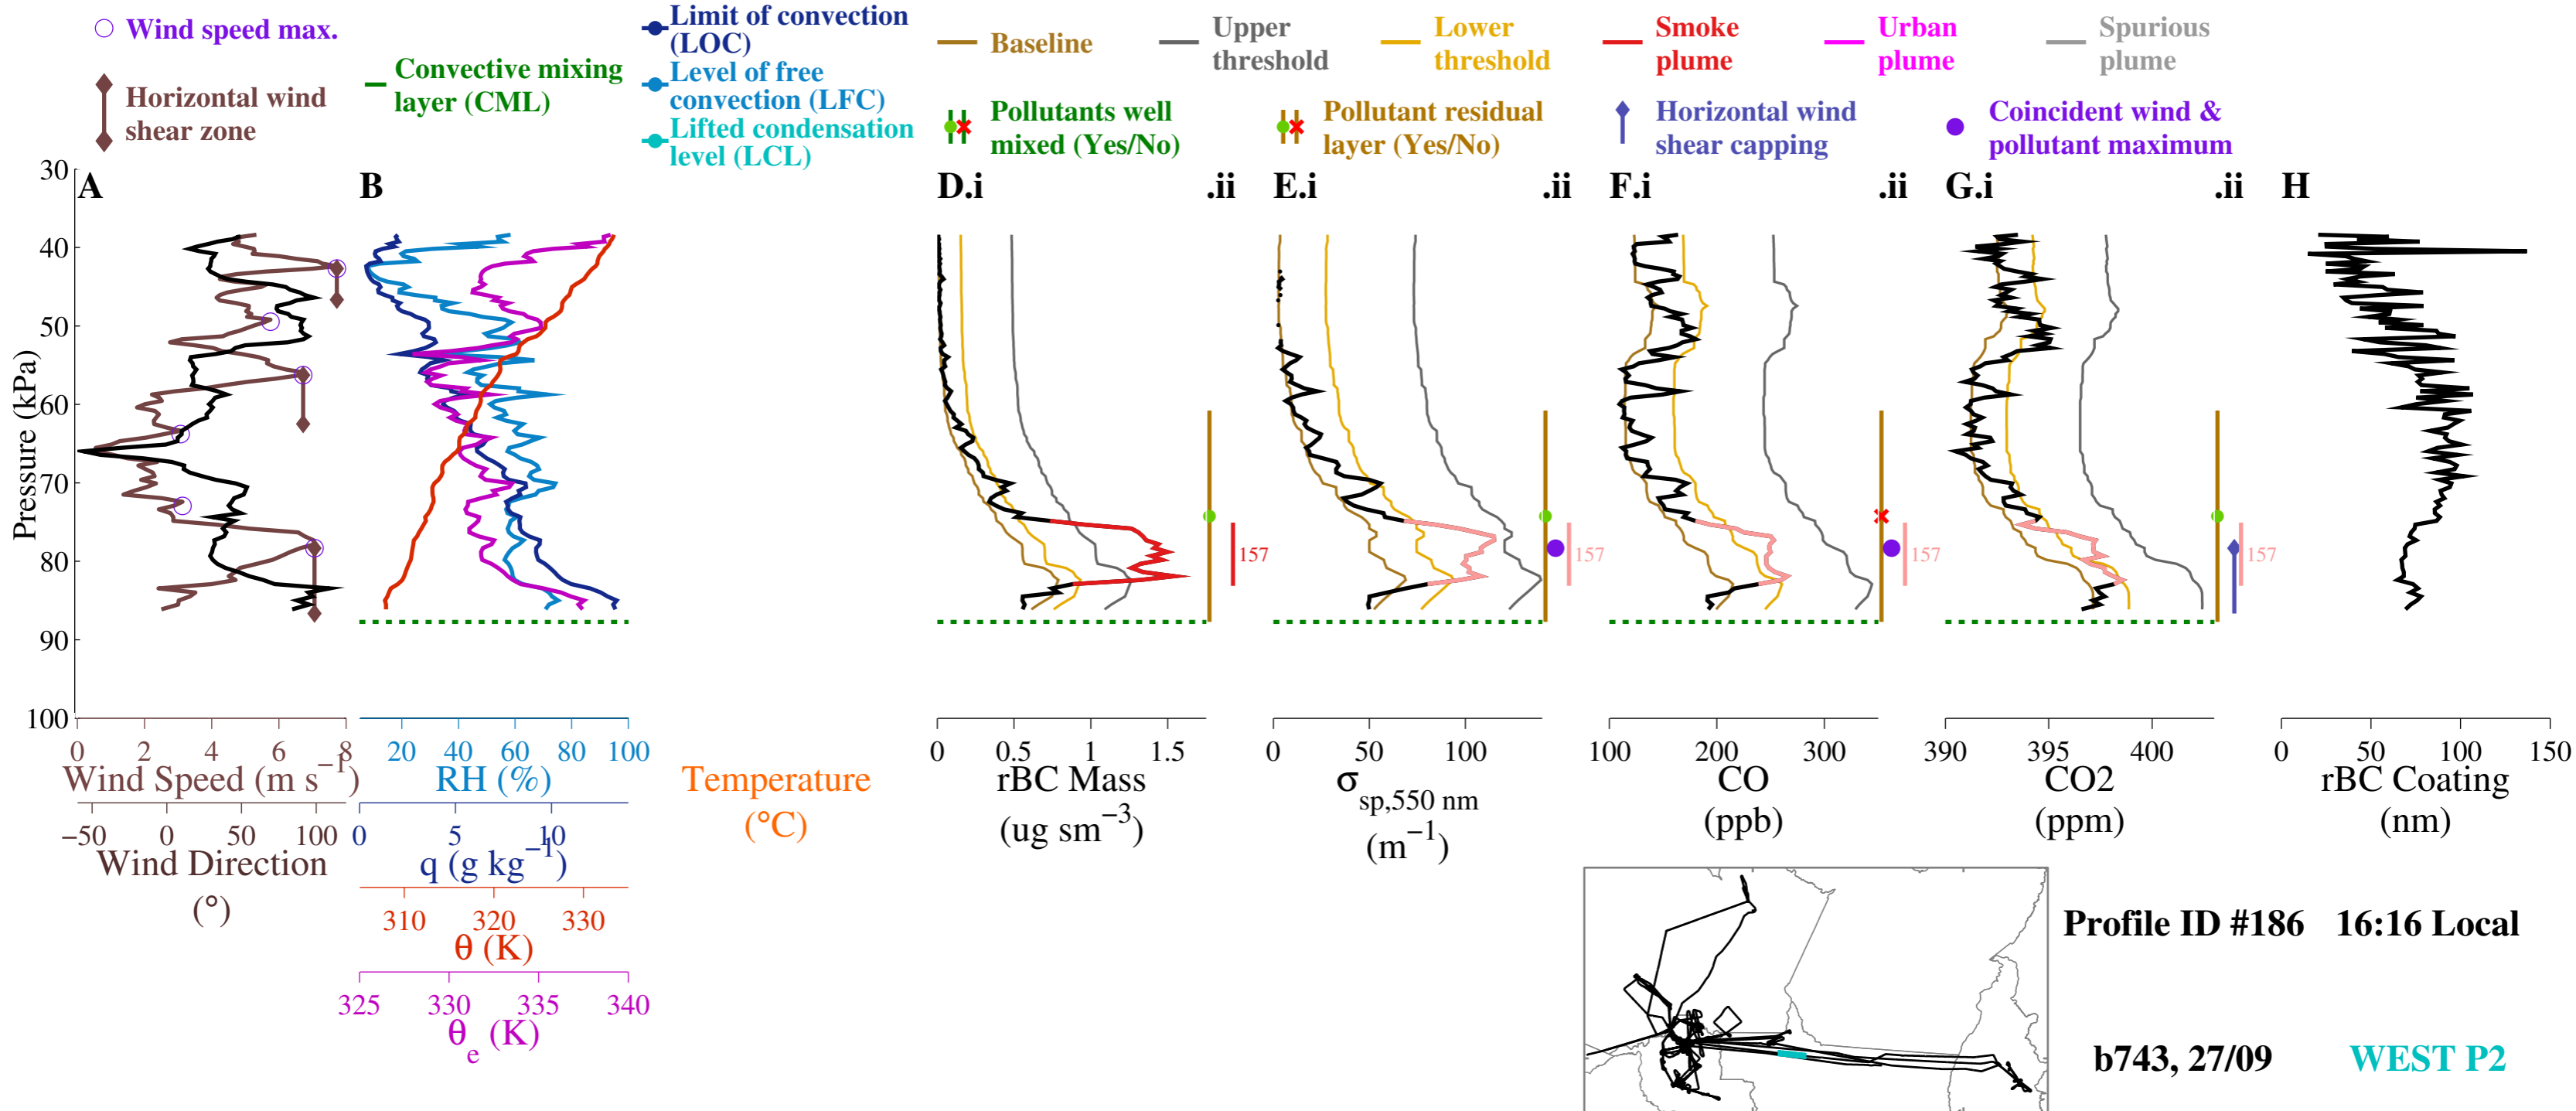 Wind speed max.
Horizontal wind
shear zone
Convective mixing
layer (CML)
Limit of convection
(LOC)
Level of free
convection (LFC)
Lifted condensation
level (LCL)
Baseline
Upper
threshold
Lower
threshold
Smoke
plume
Urban
plume
Spurious
plume
Pollutants well
mixed (Yes/No)
Pollutant residual
layer (Yes/No)
Horizontal wind
shear capping
Coincident wind &
pollutant maximum
A
B
D.i
.ii
E.i
.ii
F.i
.ii
G.i
.ii
H
Pressure (kPa)
30
40
50
60
70
80
90
100
157
157
157
157
0 2 4 6 8
Wind Speed (m s−1)
−50 0 50 100
Wind Direction
(°)
20 40 60 80 100
RH (%)
0 5 10
q (g kg−1)
310 320 330
θ (K)
325 330 335 340
θe (K)
Temperature
(°C)
0 0.5 1 1.5
rBC Mass
(ug sm−3)
0 50 100
σsp,550 nm
(m−1)
100 200 300
CO
(ppb)
390 395 400
CO2
(ppm)
0 50 100 150
rBC Coating
(nm)
Profile ID #186 16:16 Local
b743, 27/09 WEST P2